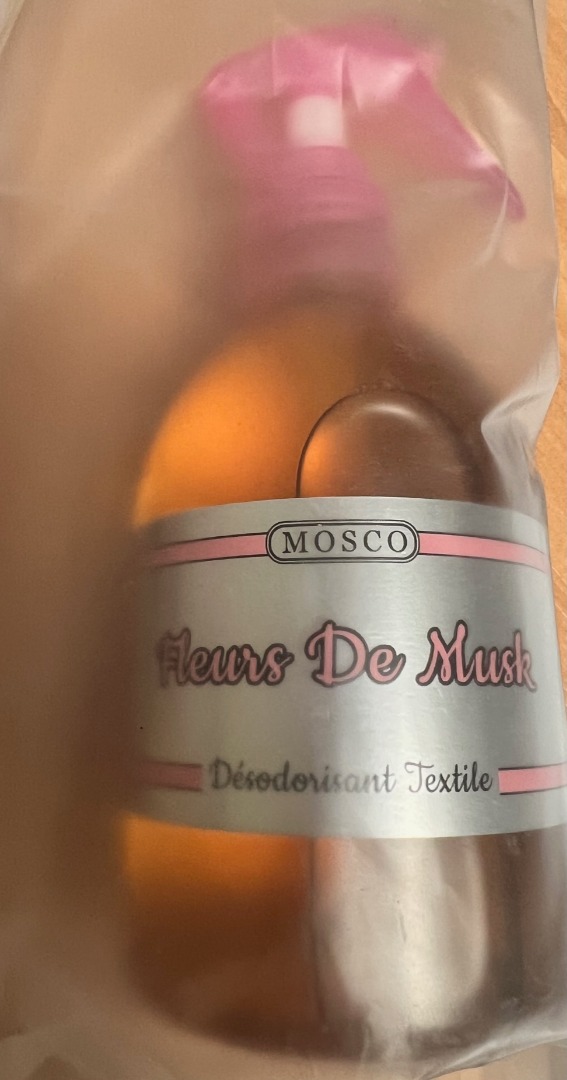 MOSCO
Fleurs De Musk
Désodorisant Textile